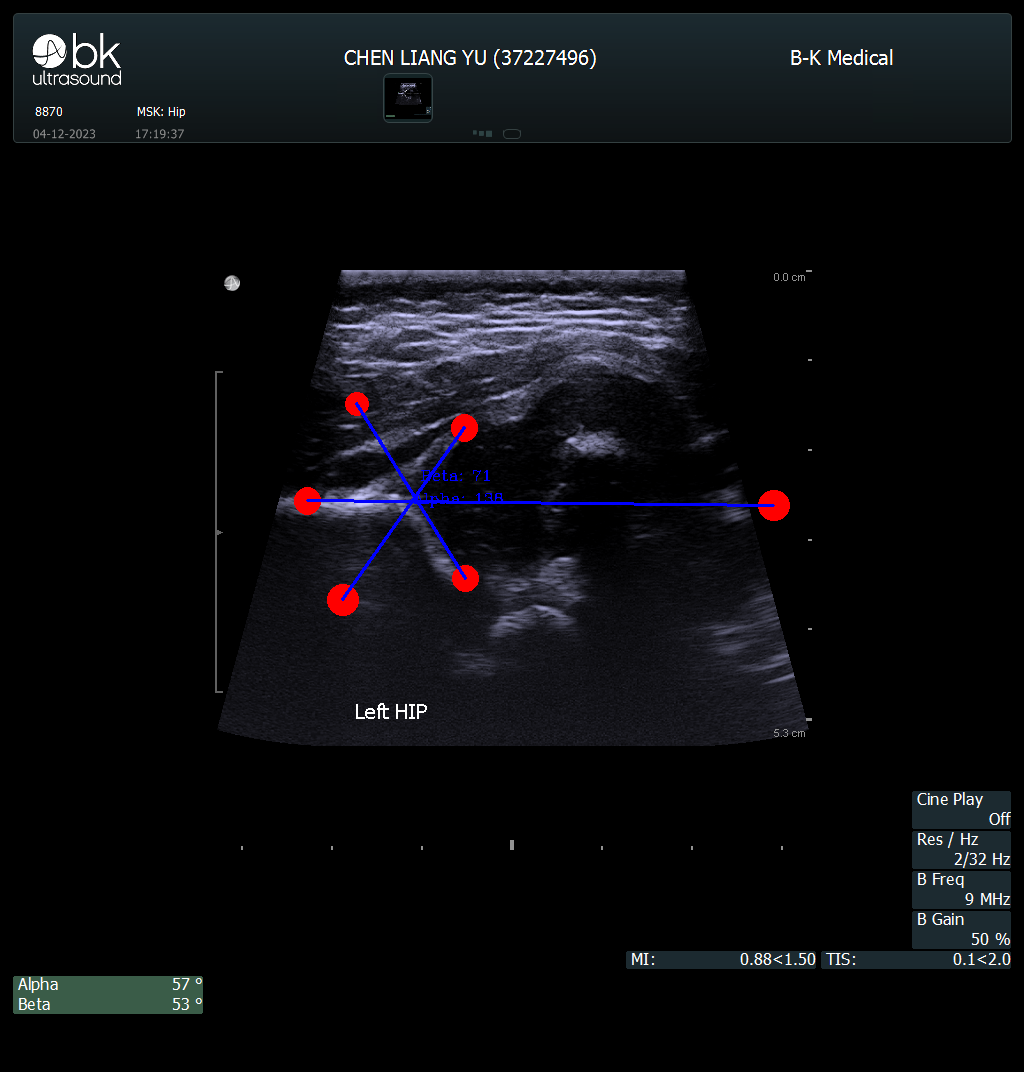 bk
ultrasound
CHEN LIANG YU (37227496)
B-K Medical
8870
MSK: Hip
04-12-2023
17:19:37
0.0 cm
Beta: 71
Alpha: 135
Left HIP
5.3 cm
Cine Play
Off
Res / Hz
2/32 Hz
B Freq
9 MHz
B Gain
50 %
MI: 0.88<1.50
TIS: 0.1<2.0
Alpha 57 º
Beta 53 º